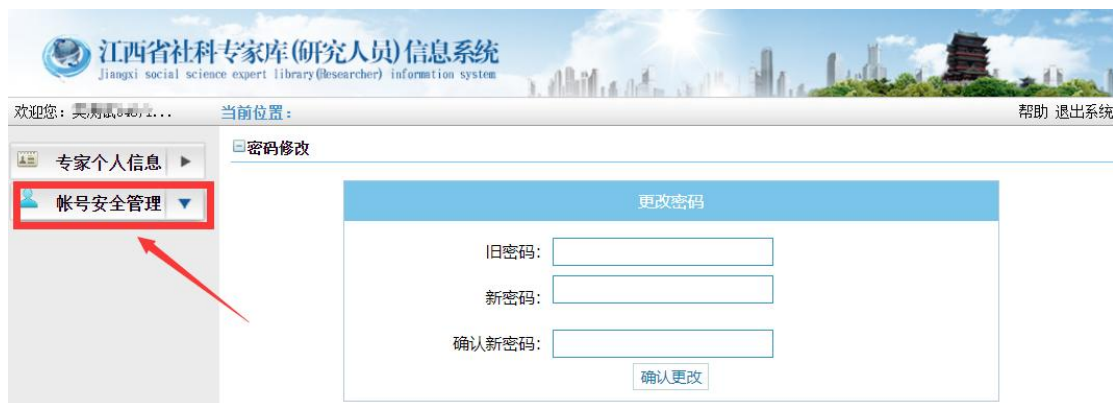 江西省社科专家库(研究人员)信息系统
Jiangxi social science expert library(Researcher) information system
欢迎您： 当前位置： 帮助 退出系统
专家个人信息
密码修改
帐号安全管理
更改密码
旧密码：
新密码：
确认新密码：
确认更改